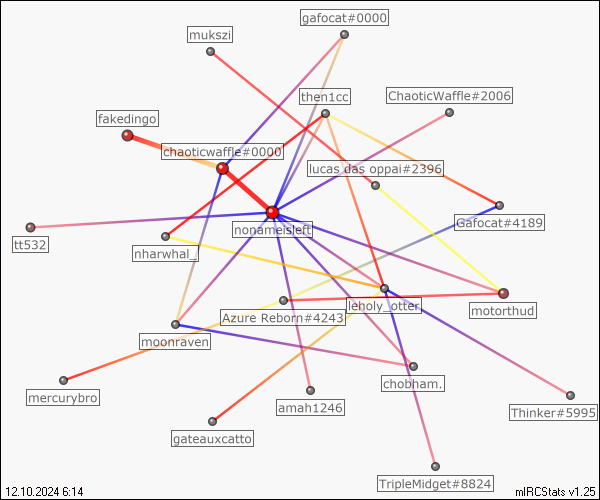 gafocat#0000
mukszi
ChaoticWaffle#2006
then1cc
fakedingo
chaoticwaffle#0000
lucas.das.oppai#2396
Gafocat#4189
nonameisleft
tt532
nharwhal_
leholy_otter.
motorthud
Azure Reborn#4243
moonraven
chobham.
mercurybro
amah1246
Thinker#5995
gateauxcatto
TripleMidget#8824
12.10.2024 6:14
mIRCStats v1.25